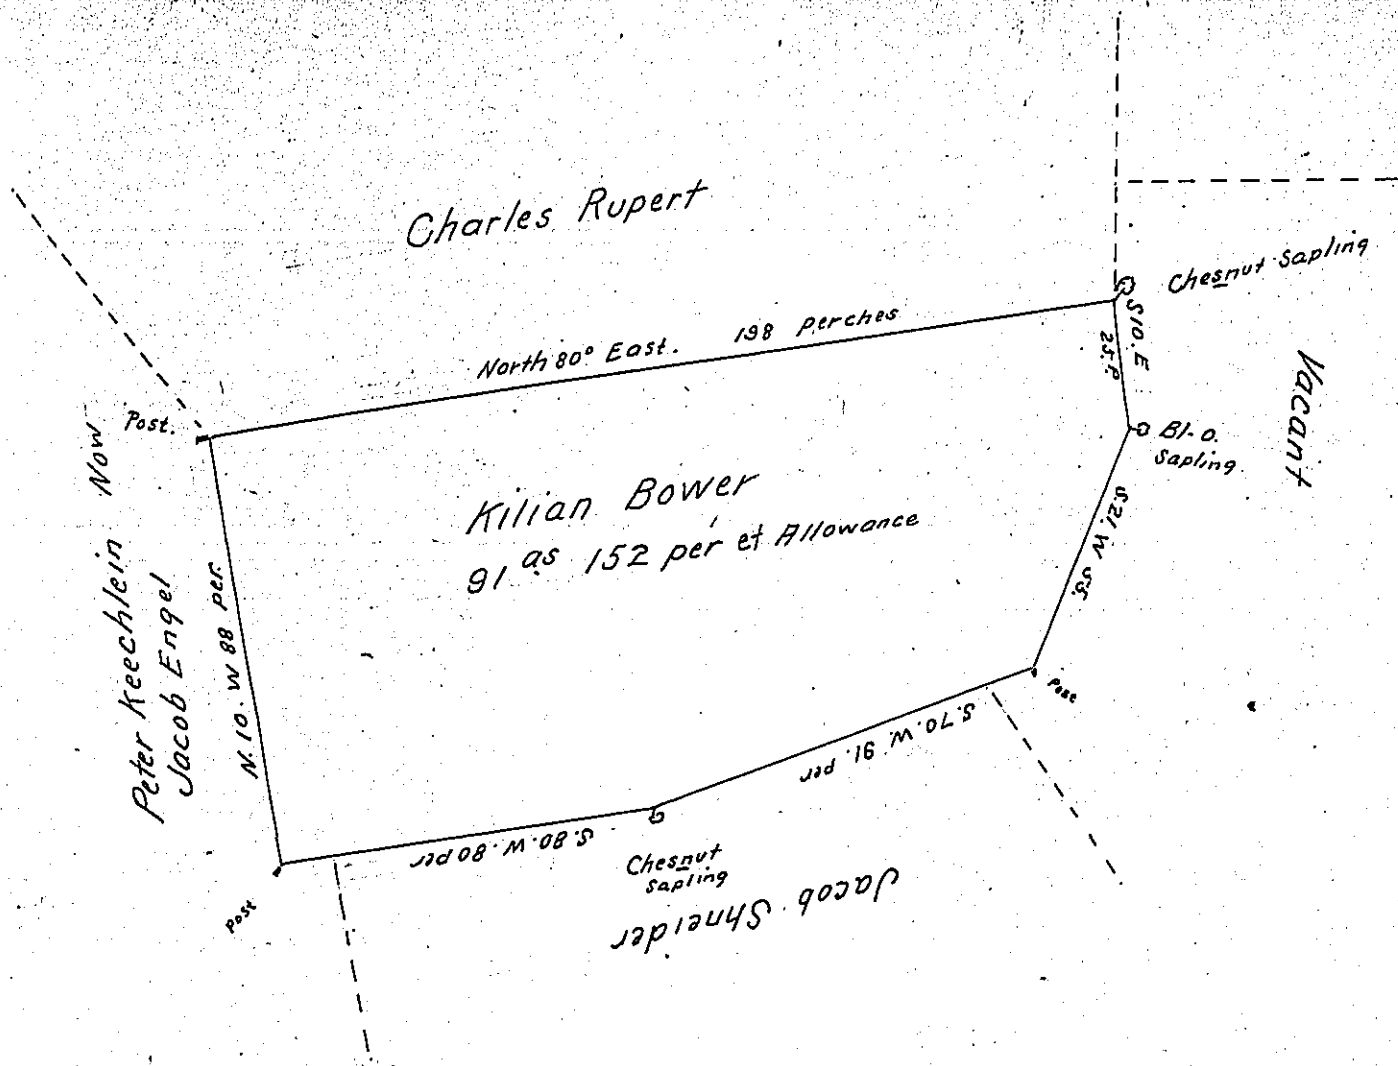 Charles Rupert
Chesnut Sapling
North 80° East. 198 Perches
S 10. E
25. P
Vacant
Post.
Bl. o.
Sapling
Kilian Bower
91 as 152 per et Allowance
S. 21. W 55.
Peter Keechlein Now
Jacob Engel
N. 10. W 88 per.
Post
S. 70. W. 91. per
S. 80. W. 80 per
Chesnut
Sapling
Post
Jacob Shneider